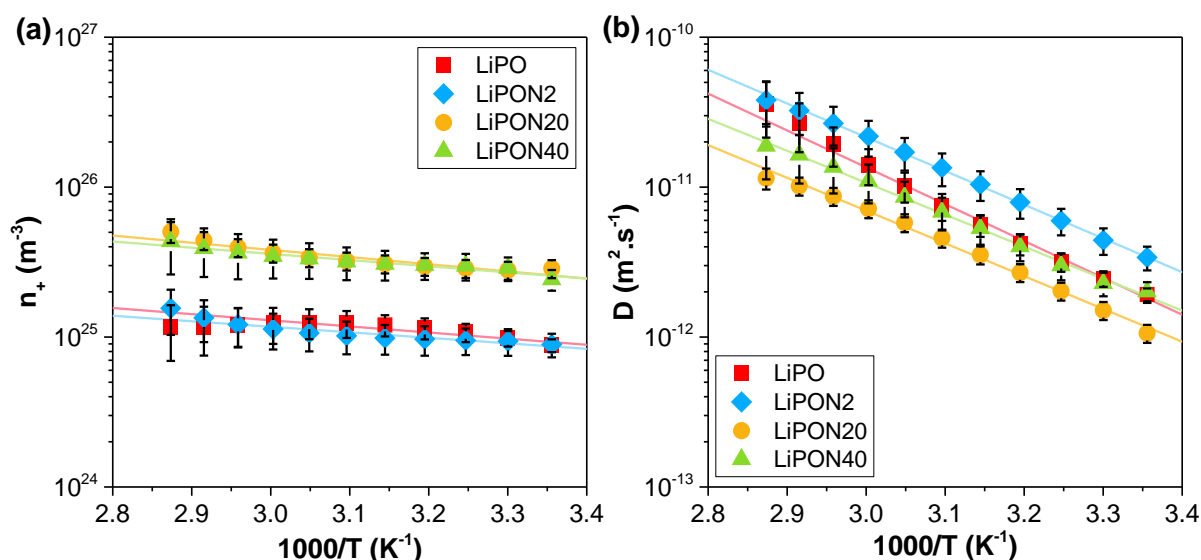 (a)
10^27
10^26
10^25
10^24
n+ (m^-3)
LiPO
LiPON2
LiPON20
LiPON40
2.8 2.9 3.0 3.1 3.2 3.3 3.4
1000/T (K^-1)
(b)
10^-10
10^-11
10^-12
10^-13
D (m^2.s^-1)
LiPO
LiPON2
LiPON20
LiPON40
2.8 2.9 3.0 3.1 3.2 3.3 3.4
1000/T (K^-1)